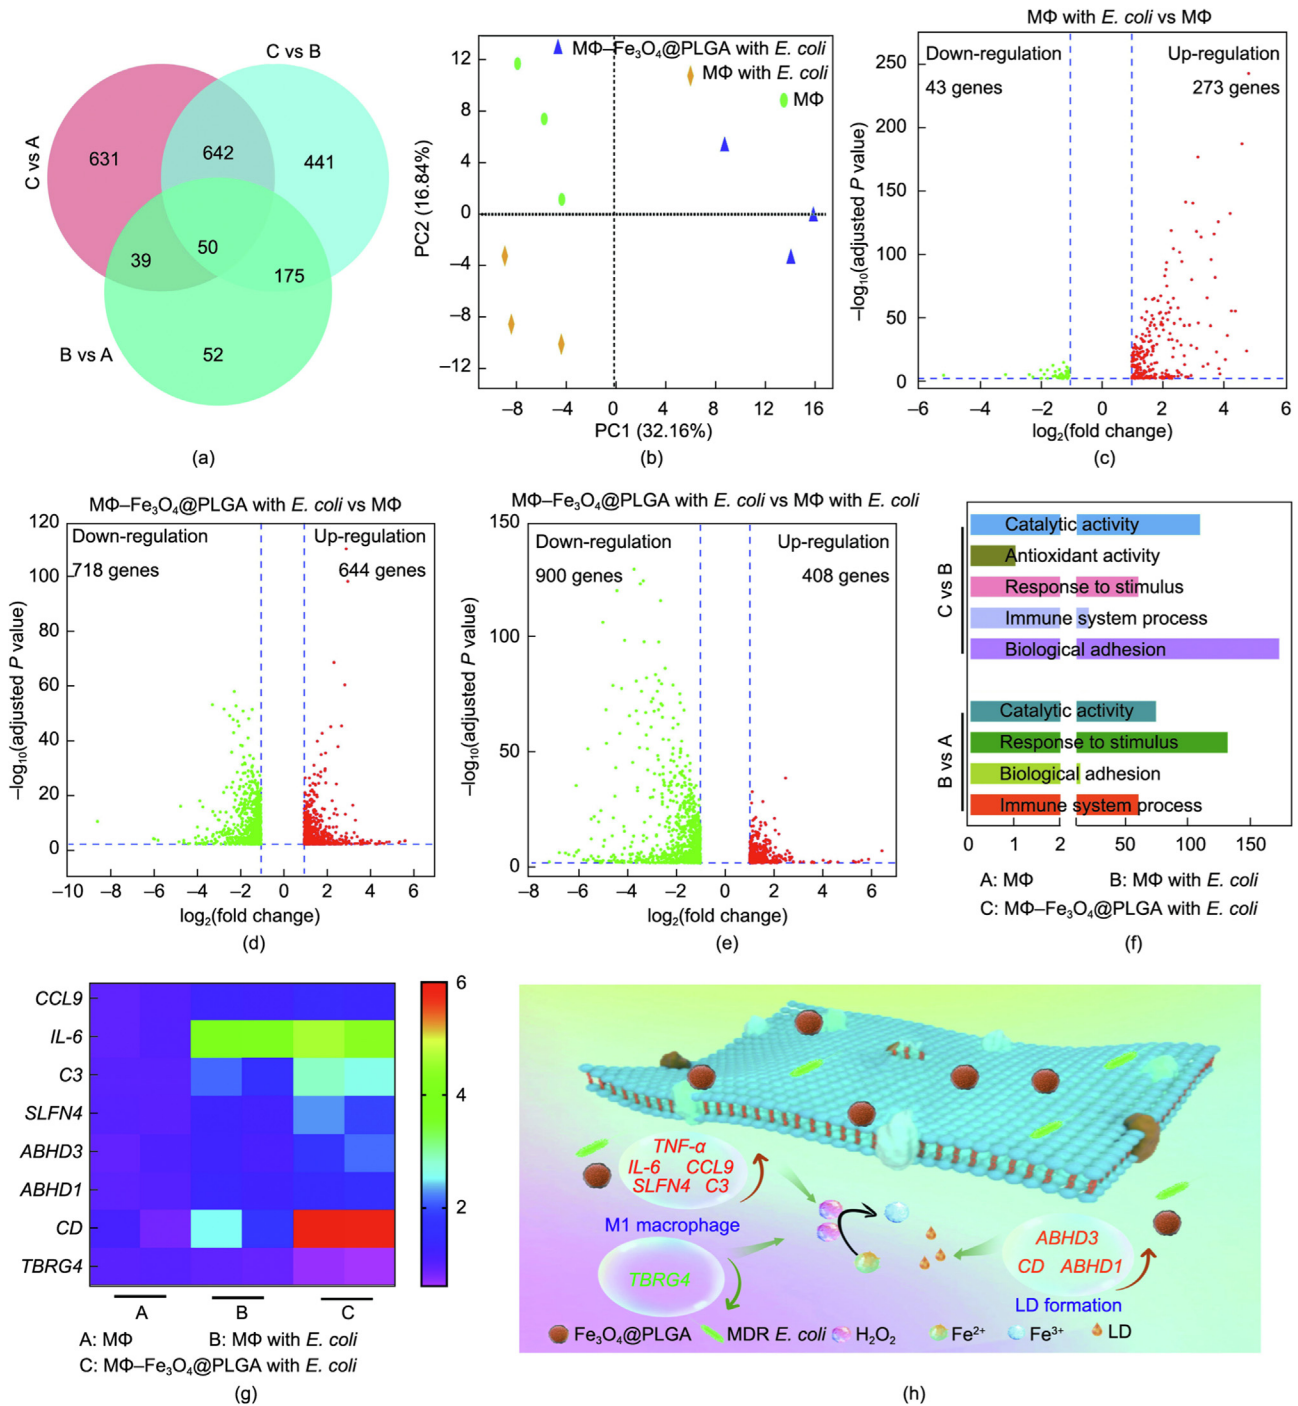 C vs B
C vs A
631
642
441
39
50
175
B vs A
52
(a)
MΦ–Fe₃O₄@PLGA with E. coli
MΦ with E. coli
MΦ
12
8
4
0
−4
−8
−12
PC2 (16.84%)
−8 −4 0 4 8 12 16
PC1 (32.16%)
(b)
MΦ with E. coli vs MΦ
Down-regulation
43 genes
Up-regulation
273 genes
250
200
150
100
50
0
−log₁₀(adjusted P value)
−6 −4 −2 0 2 4 6
log₂(fold change)
(c)
MΦ–Fe₃O₄@PLGA with E. coli vs MΦ
Down-regulation
718 genes
Up-regulation
644 genes
120
100
80
60
40
20
0
−log₁₀(adjusted P value)
−10 −8 −6 −4 −2 0 2 4 6
log₂(fold change)
(d)
MΦ–Fe₃O₄@PLGA with E. coli vs MΦ with E. coli
Down-regulation
900 genes
Up-regulation
408 genes
150
100
50
0
−log₁₀(adjusted P value)
−8 −6 −4 −2 0 2 4 6
log₂(fold change)
(e)
C vs B
Catalytic activity
Antioxidant activity
Response to stimulus
Immune system process
Biological adhesion
B vs A
Catalytic activity
Response to stimulus
Biological adhesion
Immune system process
0 1 2 50 100 150
A: MΦ B: MΦ with E. coli
C: MΦ–Fe₃O₄@PLGA with E. coli
(f)
CCL9
IL-6
C3
SLFN4
ABHD3
ABHD1
CD
TBRG4
6
4
2
A B C
A: MΦ B: MΦ with E. coli
C: MΦ–Fe₃O₄@PLGA with E. coli
(g)
TNF-α
IL-6 CCL9
SLFN4 C3
M1 macrophage
TBRG4
ABHD3
CD ABHD1
LD formation
Fe₃O₄@PLGA MDR E. coli H₂O₂ Fe²⁺ Fe³⁺ LD
(h)